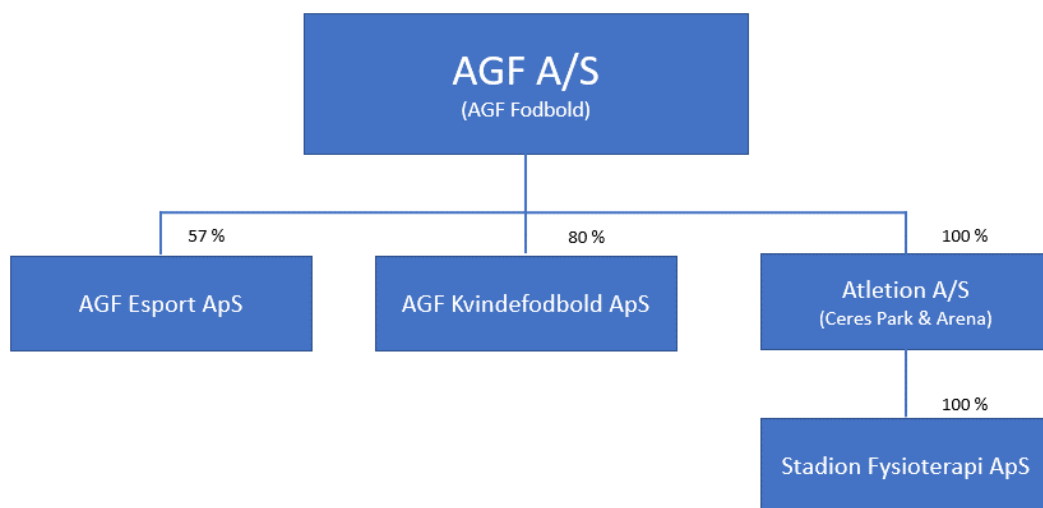 AGF A/S
(AGF Fodbold)
57 %
80 %
100 %
AGF Esport ApS
AGF Kvindefodbold ApS
Atletion A/S
(Ceres Park & Arena)
100 %
Stadion Fysioterapi ApS